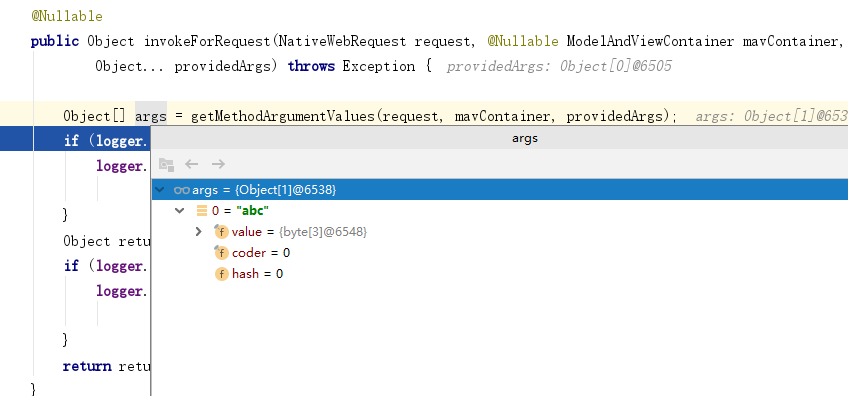 @Nullable
public Object invokeForRequest(NativeWebRequest request, @Nullable ModelAndViewContainer mavContainer,
Object... providedArgs) throws Exception { providedArgs: Object[0]@6505
Object[] args = getMethodArgumentValues(request, mavContainer, providedArgs); args: Object[1]@653
if (logger.
args
logger.
args = {Object[1]@6538}
}
0 = "abc"
value = {byte[3]@6548}
Object retu
coder = 0
if (logger.
hash = 0
logger.
}
return retu
}